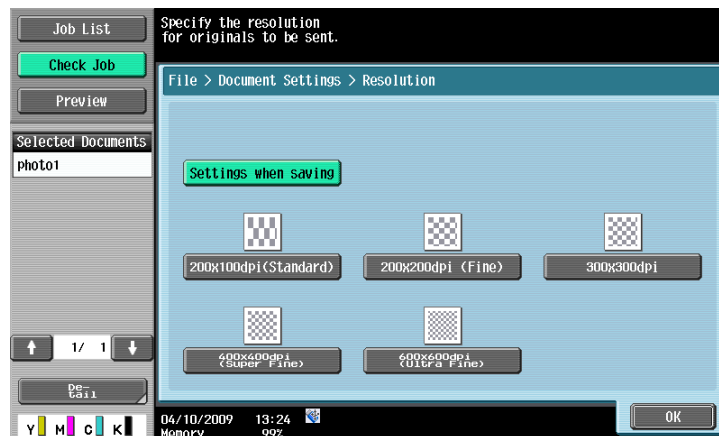 Job List
Check Job
Preview
Selected Documents
photo1
1/ 1
De-
tail
Y M C K
Specify the resolution
for originals to be sent.
File > Document Settings > Resolution
Settings when saving
200x100dpi(Standard)
200x200dpi (Fine)
300x300dpi
400x400dpi
(Super Fine)
600x600dpi
(Ultra Fine)
04/10/2009 13:24
Memory 99%
OK